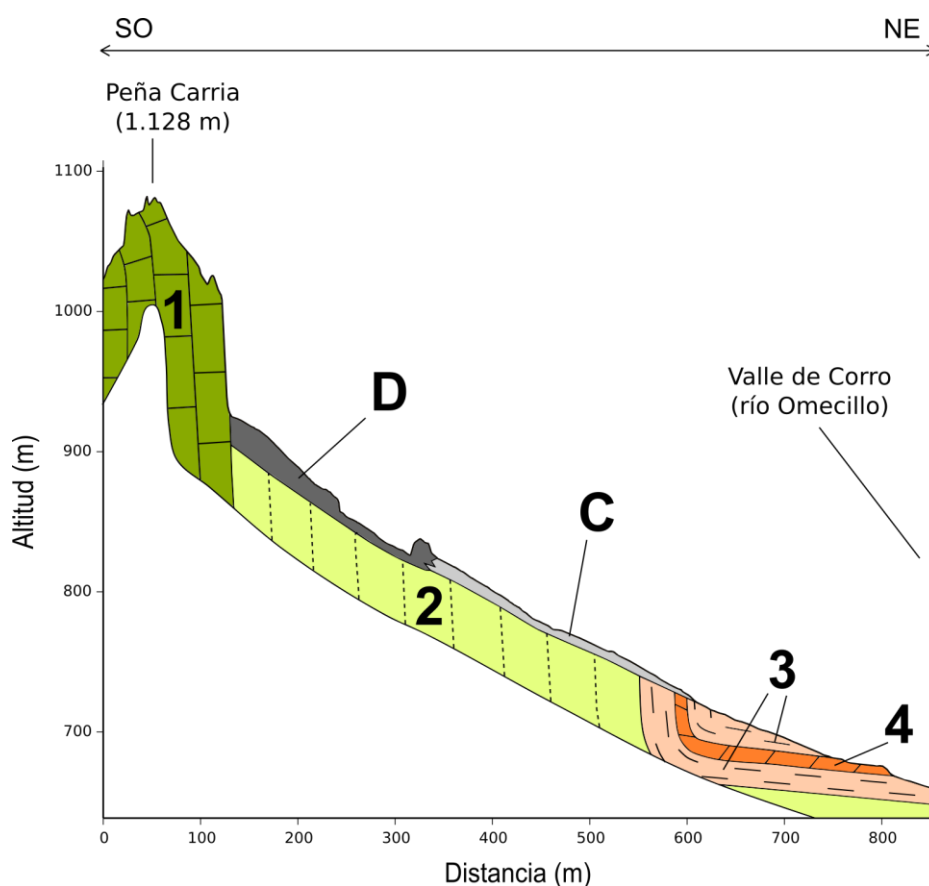 SO
NE
Peña Carria
(1.128 m)
1100
1
1000
D
Valle de Corro
(río Omecillo)
900
Altitud (m)
C
800
2
3
700
4
0
100
200
300
400
500
600
700
800
Distancia (m)